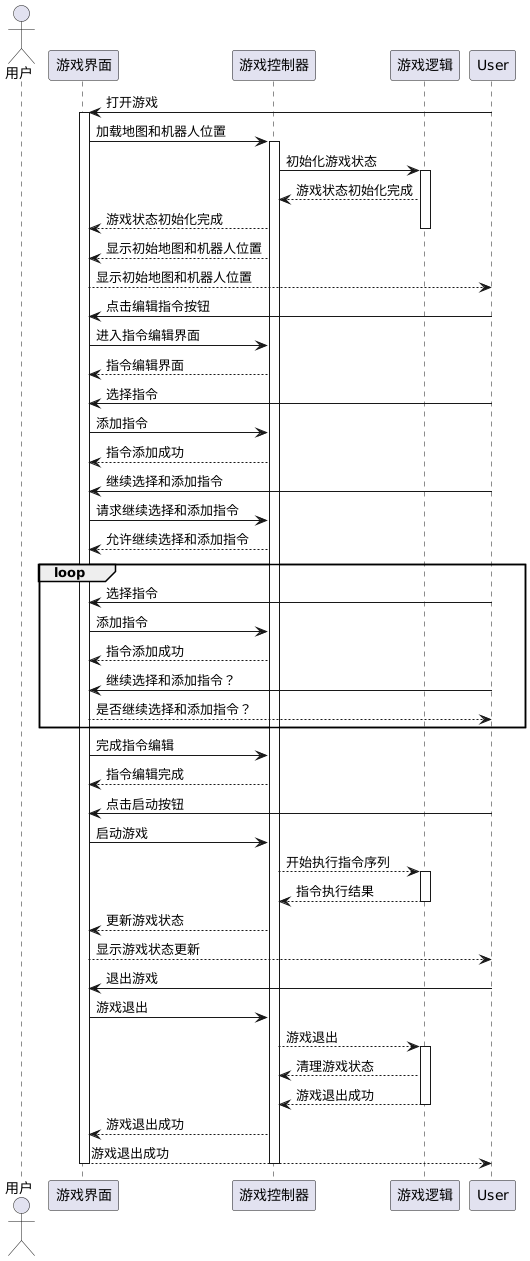 用户
游戏界面
游戏控制器
游戏逻辑
User
打开游戏
加载地图和机器人位置
初始化游戏状态
游戏状态初始化完成
游戏状态初始化完成
显示初始地图和机器人位置
显示初始地图和机器人位置
点击编辑指令按钮
进入指令编辑界面
指令编辑界面
选择指令
添加指令
指令添加成功
继续选择和添加指令
请求继续选择和添加指令
允许继续选择和添加指令
loop
选择指令
添加指令
指令添加成功
继续选择和添加指令？
是否继续选择和添加指令？
完成指令编辑
指令编辑完成
点击启动按钮
启动游戏
开始执行指令序列
指令执行结果
更新游戏状态
显示游戏状态更新
退出游戏
游戏退出
游戏退出
清理游戏状态
游戏退出成功
游戏退出成功
游戏退出成功
用户
游戏界面
游戏控制器
游戏逻辑
User